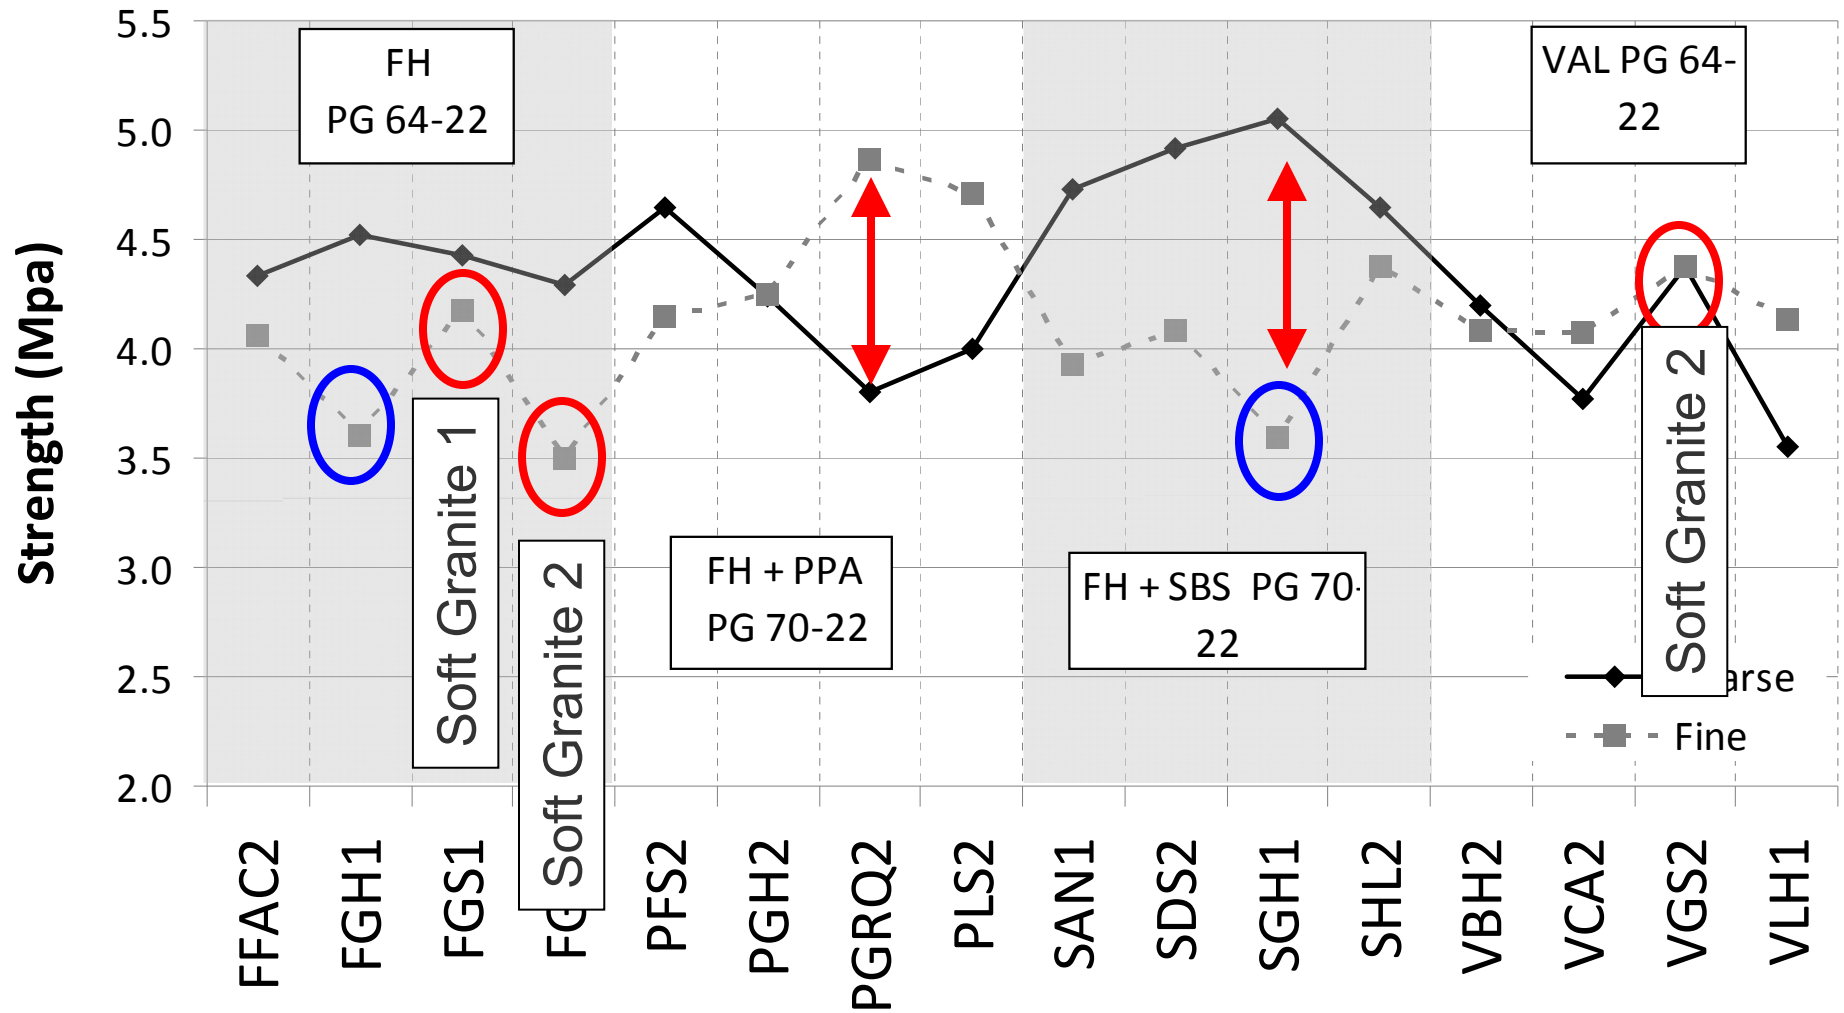 Strength (Mpa)
5.5
5.0
4.5
4.0
3.5
3.0
2.5
2.0
FH
PG 64-22
VAL PG 64-
22
FH + PPA
PG 70-22
FH + SBS  PG 70-
22
Soft Granite 1
Soft Granite 2
Soft Granite 2
arse
Fine
FFAC2
FGH1
FGS1
PFS2
PGH2
PGRQ2
PLS2
SAN1
SDS2
SGH1
SHL2
VBH2
VCA2
VGS2
VLH1